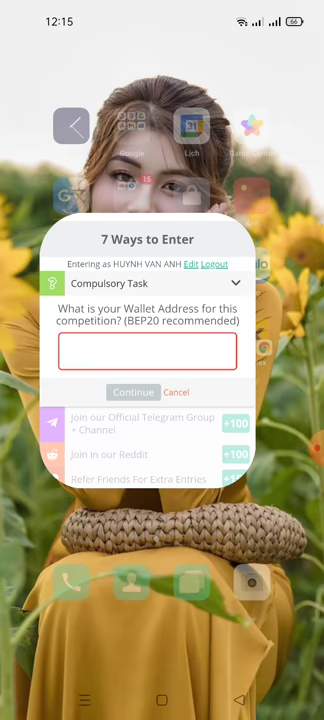 12:15
66
31
Google
Lịch
15
7 Ways to Enter
Entering as HUYNH VAN ANH Edit Logout
Compulsory Task
What is your Wallet Address for this
competition? (BEP20 recommended)
Continue Cancel
Join our Official Telegram Group
+ Channel
+100
Join in our Reddit
+100
Refer Friends For Extra Entries